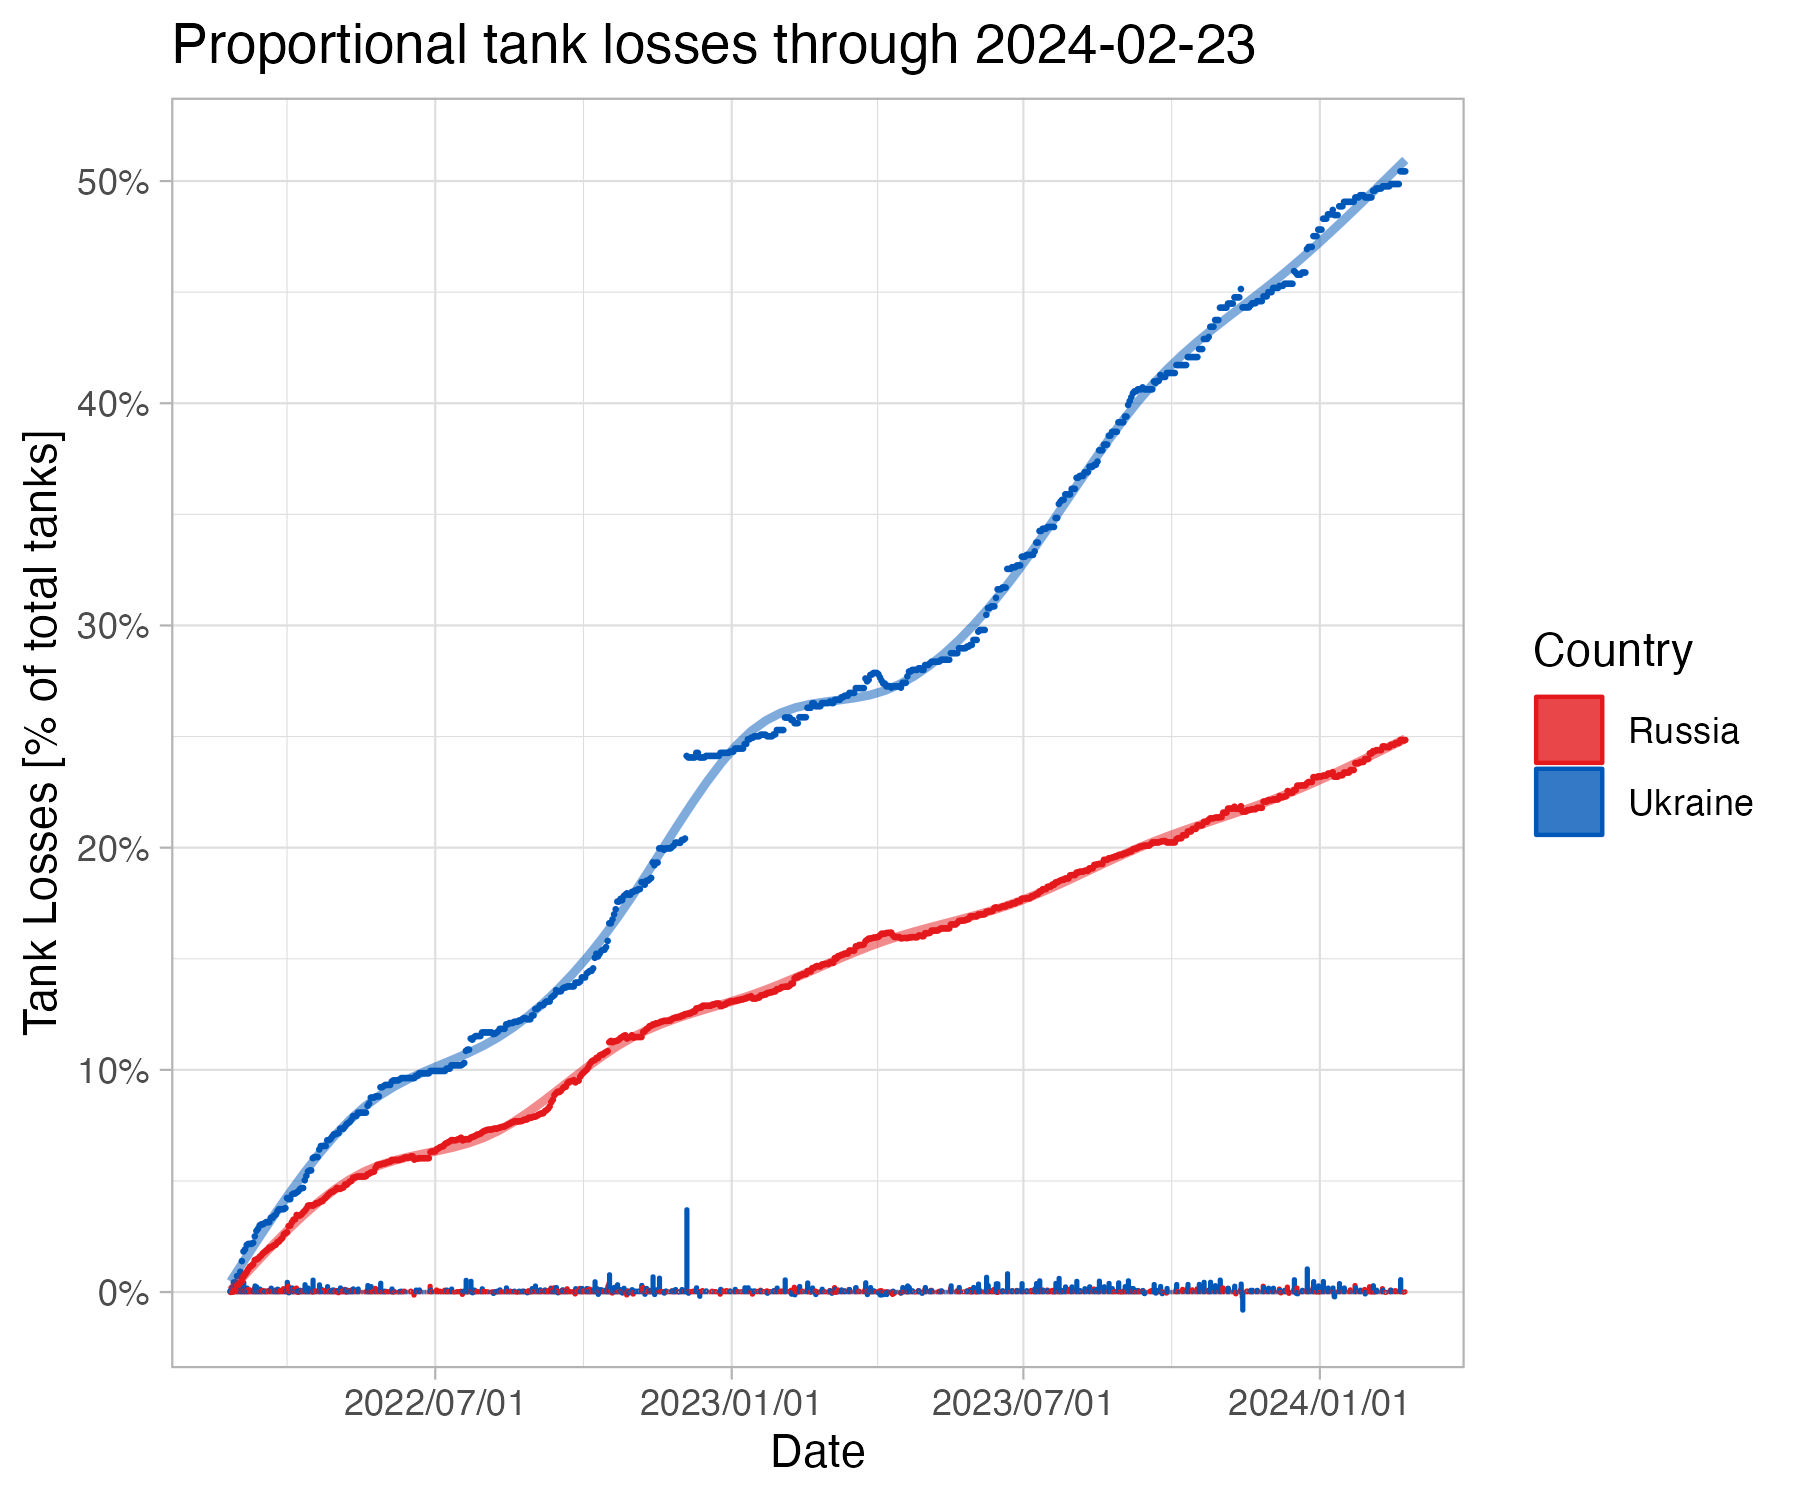 Proportional tank losses through 2024-02-23
Tank Losses [% of total tanks]
50%
40%
30%
20%
10%
0%
2022/07/01
2023/01/01
2023/07/01
2024/01/01
Date
Country
Russia
Ukraine